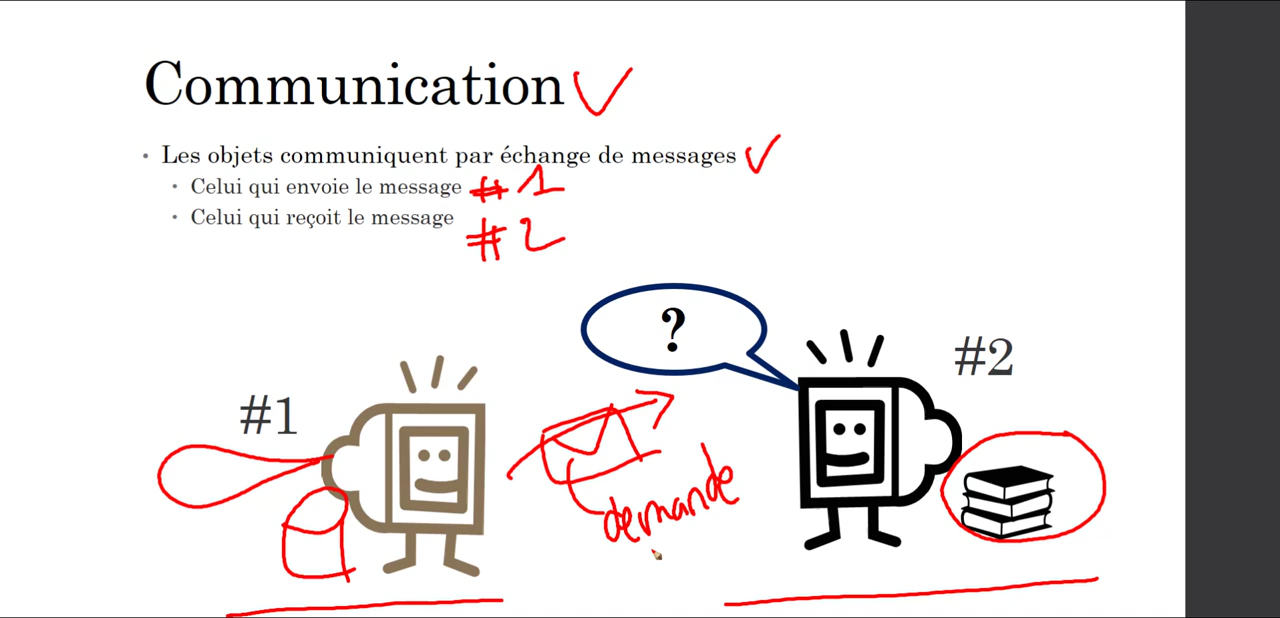 Communication
• Les objets communiquent par échange de messages
• Celui qui envoie le message #1
• Celui qui reçoit le message #2
?
#2
#1
demande